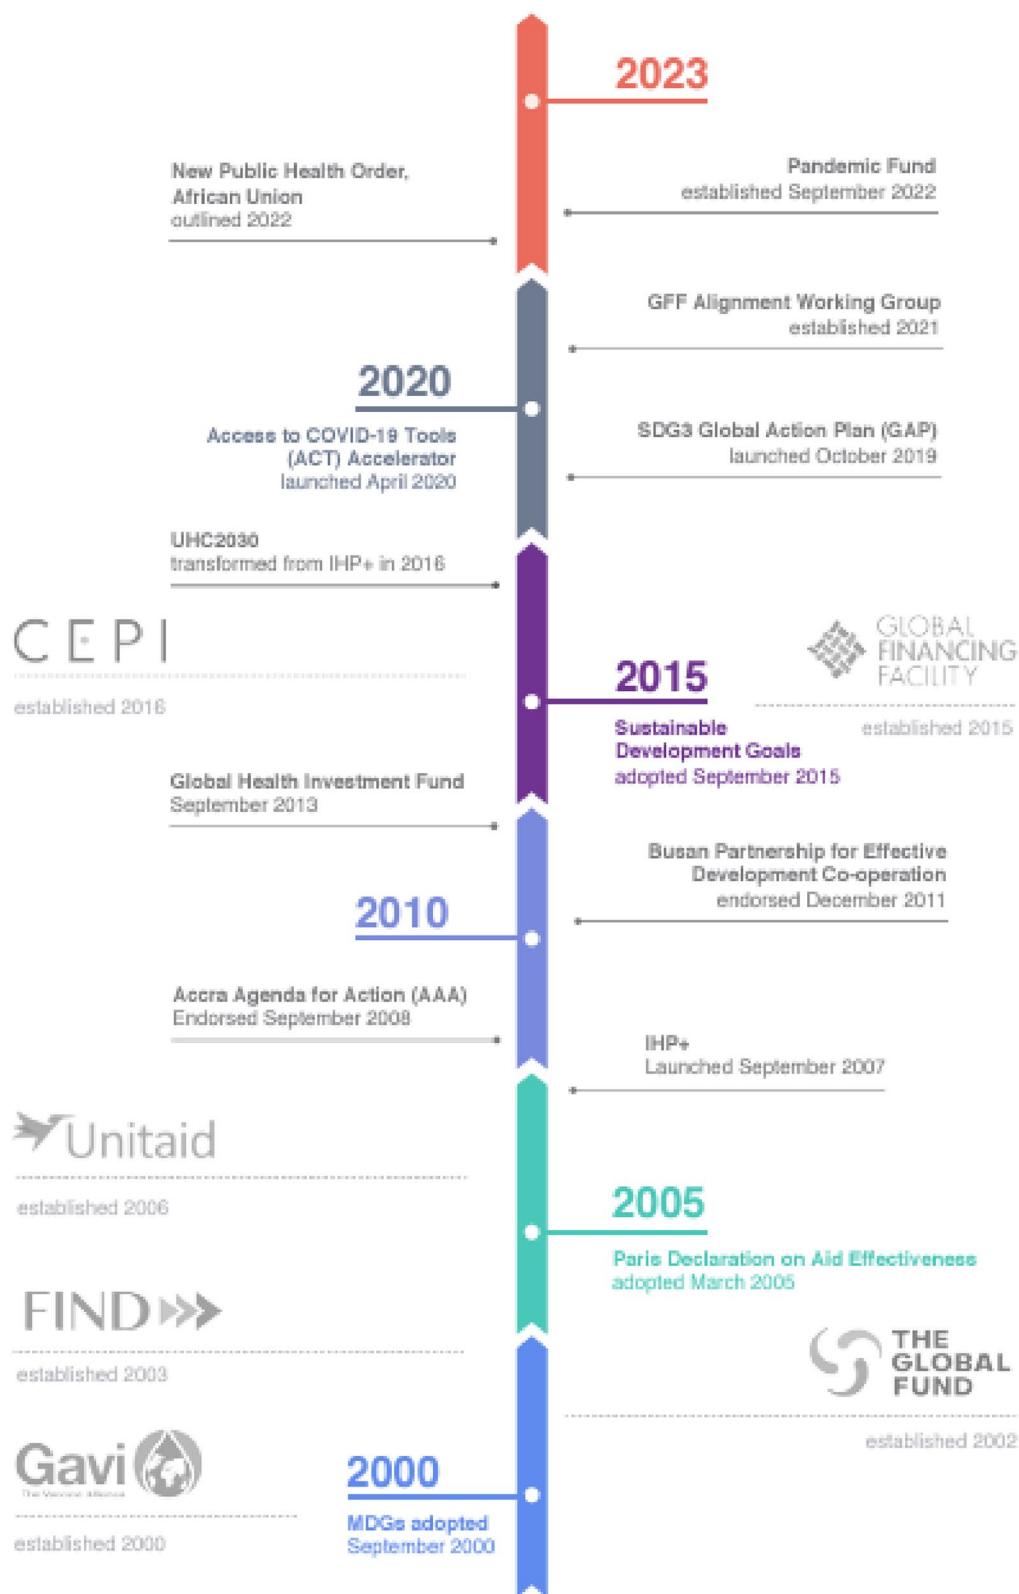 2023
New Public Health Order,
African Union
outlined 2022
Pandemic Fund
established September 2022
GFF Alignment Working Group
established 2021
2020
Access to COVID-19 Tools
(ACT) Accelerator
launched April 2020
SDG3 Global Action Plan (GAP)
launched October 2019
UHC2030
transformed from IHP+ in 2016
CEPI
established 2016
GLOBAL
FINANCING
FACILITY
established 2015
2015
Sustainable
Development Goals
adopted September 2015
Global Health Investment Fund
September 2013
Busan Partnership for Effective
Development Co-operation
endorsed December 2011
2010
Accra Agenda for Action (AAA)
Endorsed September 2008
IHP+
Launched September 2007
Unitaid
established 2006
2005
Paris Declaration on Aid Effectiveness
adopted March 2005
FIND
established 2003
THE
GLOBAL
FUND
established 2002
Gavi
The Vaccine Alliance
established 2000
2000
MDGs adopted
September 2000